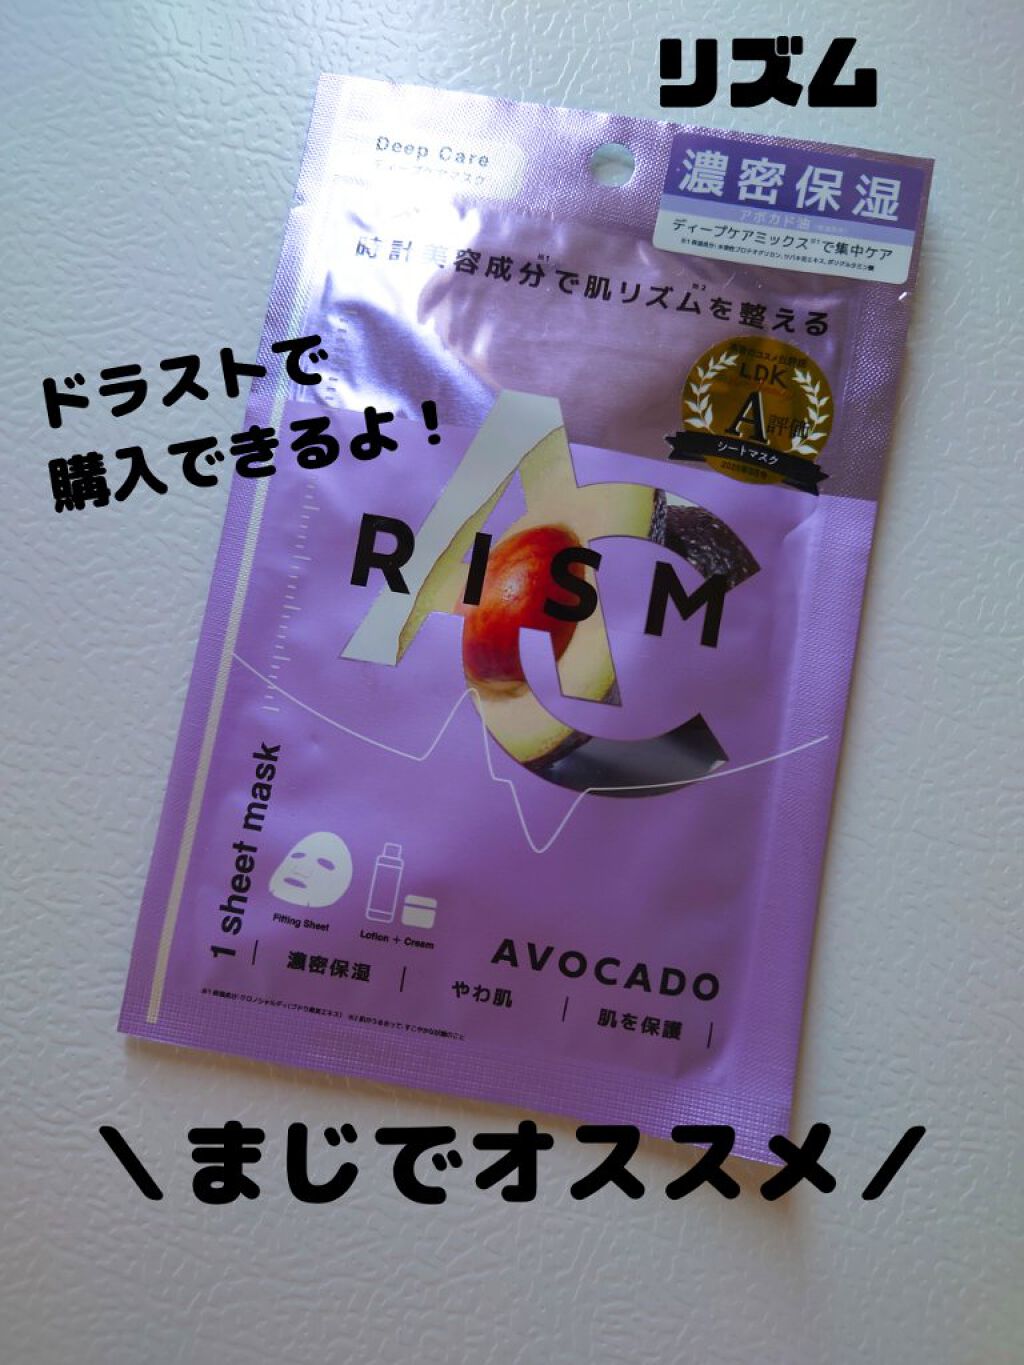 リズム
Deep Care
ディープケアマスク
濃密保湿
アボカド油
ディープケアミックス※1で集中ケア
時計美容成分※1で肌リズム※2を整える
LDK
A評価
シートマスク
ドラストで
購入できるよ!
AC
RISM
1 sheet mask
Fitting Sheet
Lotion + Cream
AVOCADO
濃密保湿
やわ肌
肌を保護
\まじでオススメ/